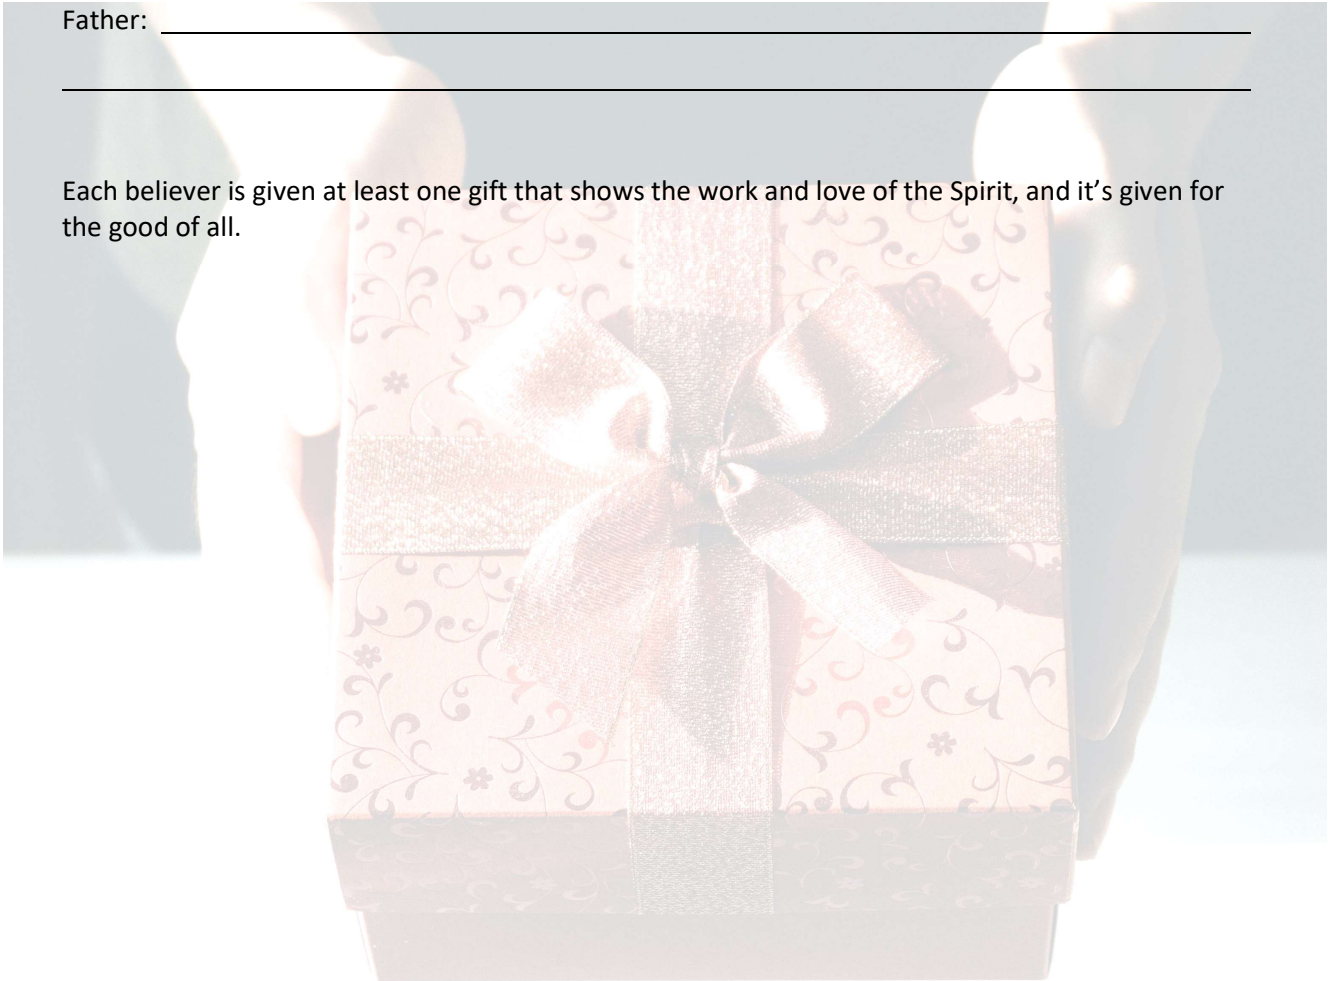 Father:
Each believer is given at least one gift that shows the work and love of the Spirit, and it’s given for
the good of all.